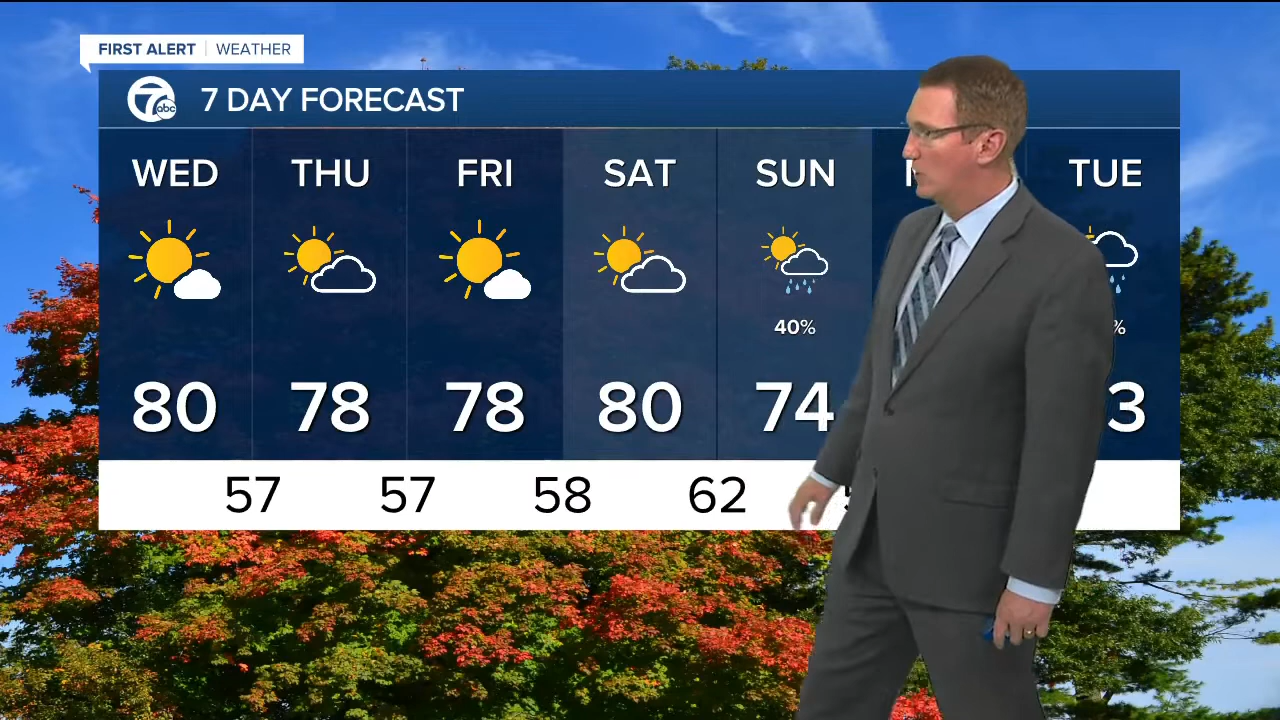 FIRST ALERT | WEATHER
7 abc 7 DAY FORECAST
WED THU FRI SAT SUN TUE
40% %
80 78 78 80 74 3
57 57 58 62